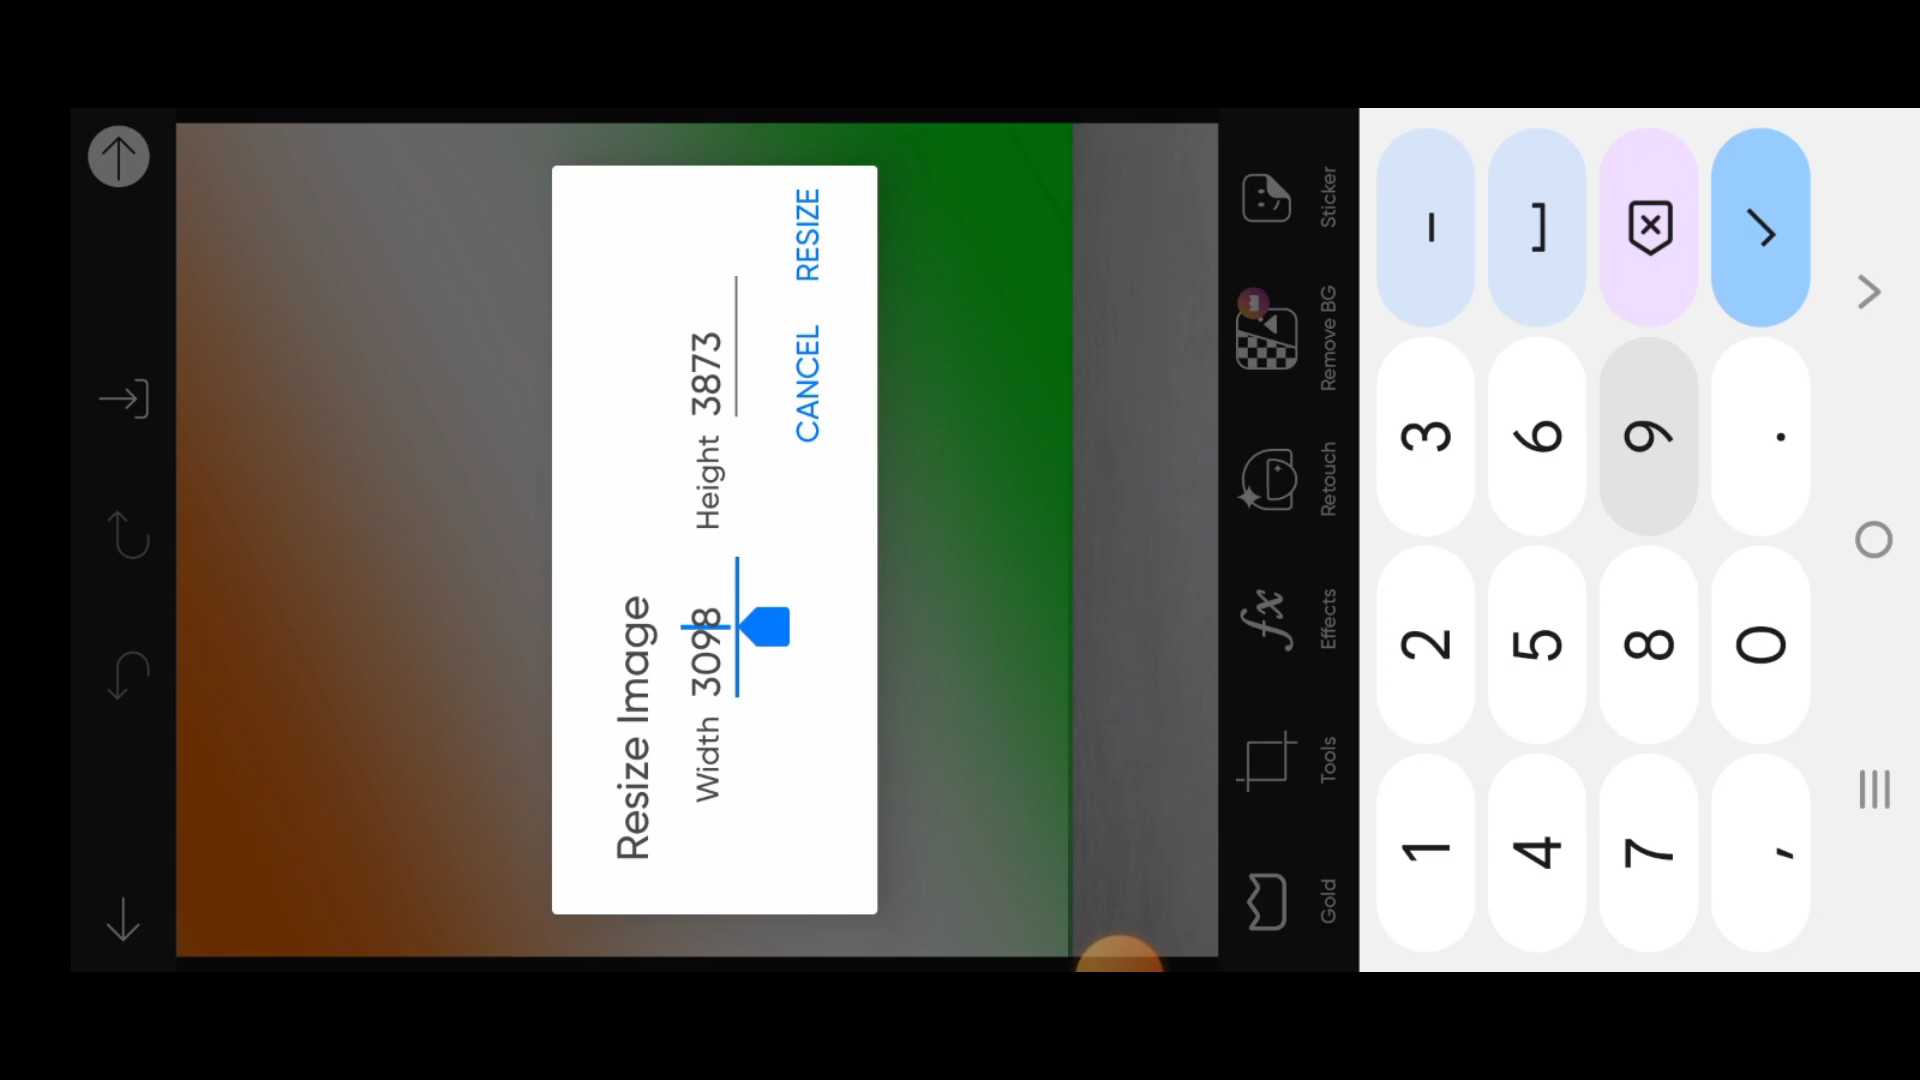 Resize Image
Width 3098 Height 3873
CANCEL RESIZE
Gold Tools Effects Retouch Remove BG Sticker
1 2 3 -
4 5 6 ]
7 8 9
, 0 .